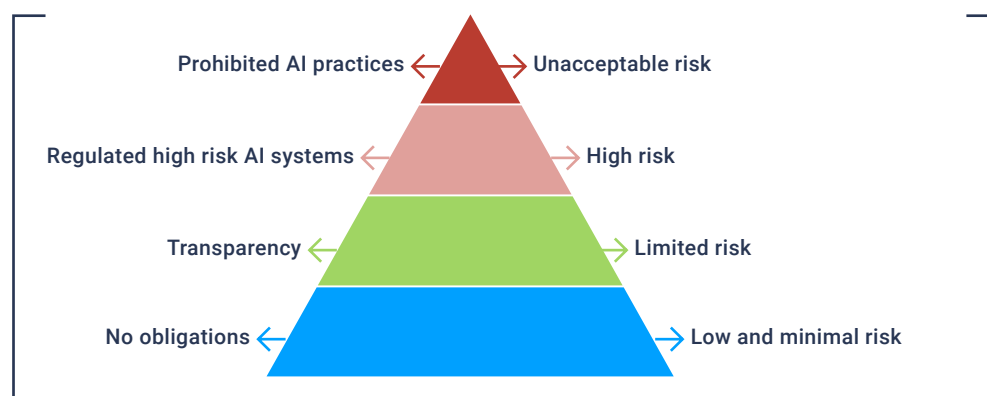 Prohibited AI practices
Unacceptable risk
Regulated high risk AI systems
High risk
Transparency
Limited risk
No obligations
Low and minimal risk